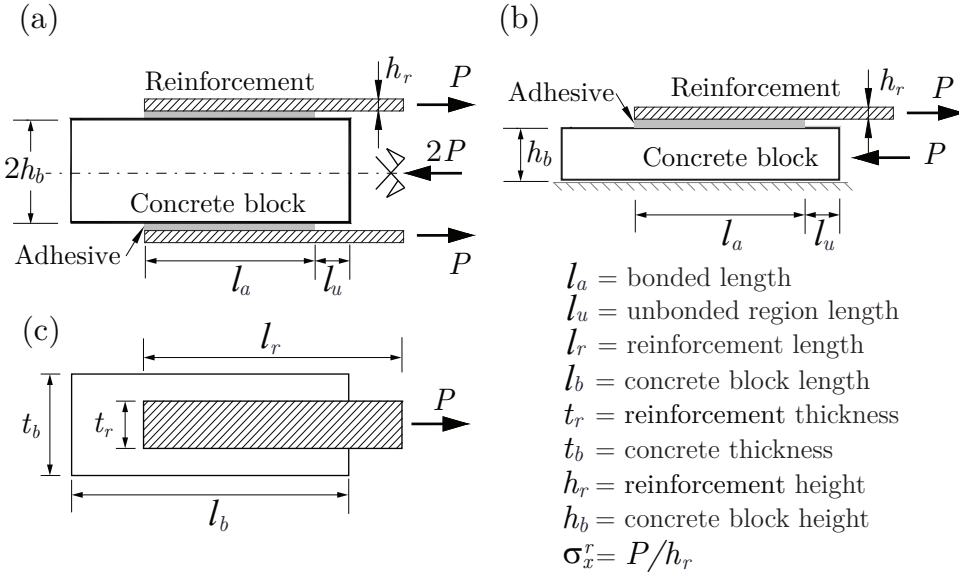 (a)
Reinforcement
h_r
P
2P
2h_b
Concrete block
Adhesive
P
l_a
l_u
(b)
Reinforcement
h_r
P
Adhesive
h_b
Concrete block
P
l_a
l_u
(c)
l_r
P
t_b
t_r
l_b
l_a = bonded length
l_u = unbonded region length
l_r = reinforcement length
l_b = concrete block length
t_r = reinforcement thickness
t_b = concrete thickness
h_r = reinforcement height
h_b = concrete block height
σ_x^r = P/h_r